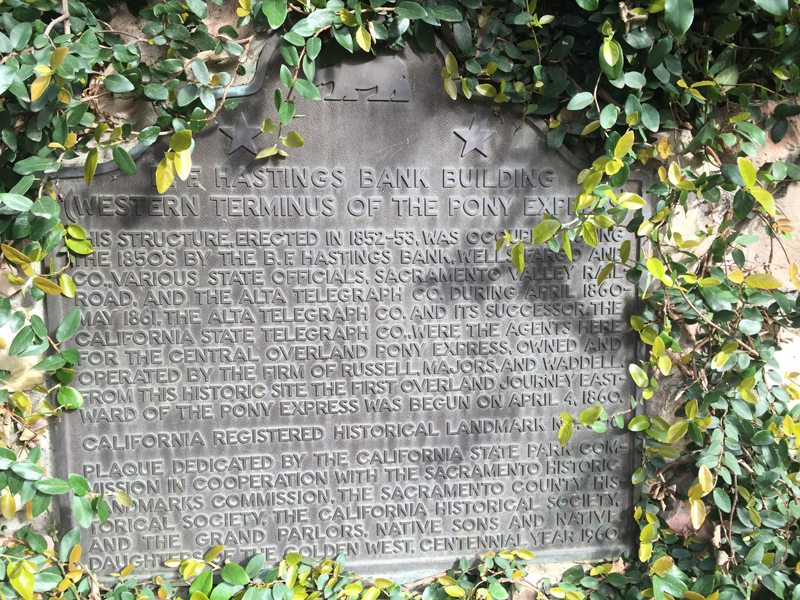 B. F. HASTINGS BANK BUILDING
(WESTERN TERMINUS OF THE PONY
THIS STRUCTURE, ERECTED IN 1852-53, WAS
THE 1850'S BY THE B. F. HASTINGS BANK, WELLS FARGO AND
CO., VARIOUS STATE OFFICIALS, SACRAMENTO VALLEY RAIL-
ROAD, AND THE ALTA TELEGRAPH CO. DURING APRIL 1860-
MAY 1861, THE ALTA TELEGRAPH CO. AND ITS SUCCESSOR, THE
CALIFORNIA STATE TELEGRAPH CO., WERE THE AGENTS HERE
FOR THE CENTRAL OVERLAND PONY EXPRESS, OWNED AND
OPERATED BY THE FIRM OF RUSSELL, MAJORS, AND WADDELL.
FROM THIS HISTORIC SITE THE FIRST OVERLAND JOURNEY EAST-
WARD OF THE PONY EXPRESS WAS BEGUN ON APRIL 4, 1860.
CALIFORNIA REGISTERED HISTORICAL LANDMARK
PLAQUE DEDICATED BY THE CALIFORNIA STATE PARK COM-
MISSION IN COOPERATION WITH THE SACRAMENTO HISTORIC
LANDMARKS COMMISSION, THE SACRAMENTO COUNTY HIS-
TORICAL SOCIETY, THE CALIFORNIA HISTORICAL SOCIETY,
AND THE GRAND PARLORS, NATIVE SONS AND NATIVE
DAUGHTERS OF THE GOLDEN WEST, CENTENNIAL YEAR 1960.